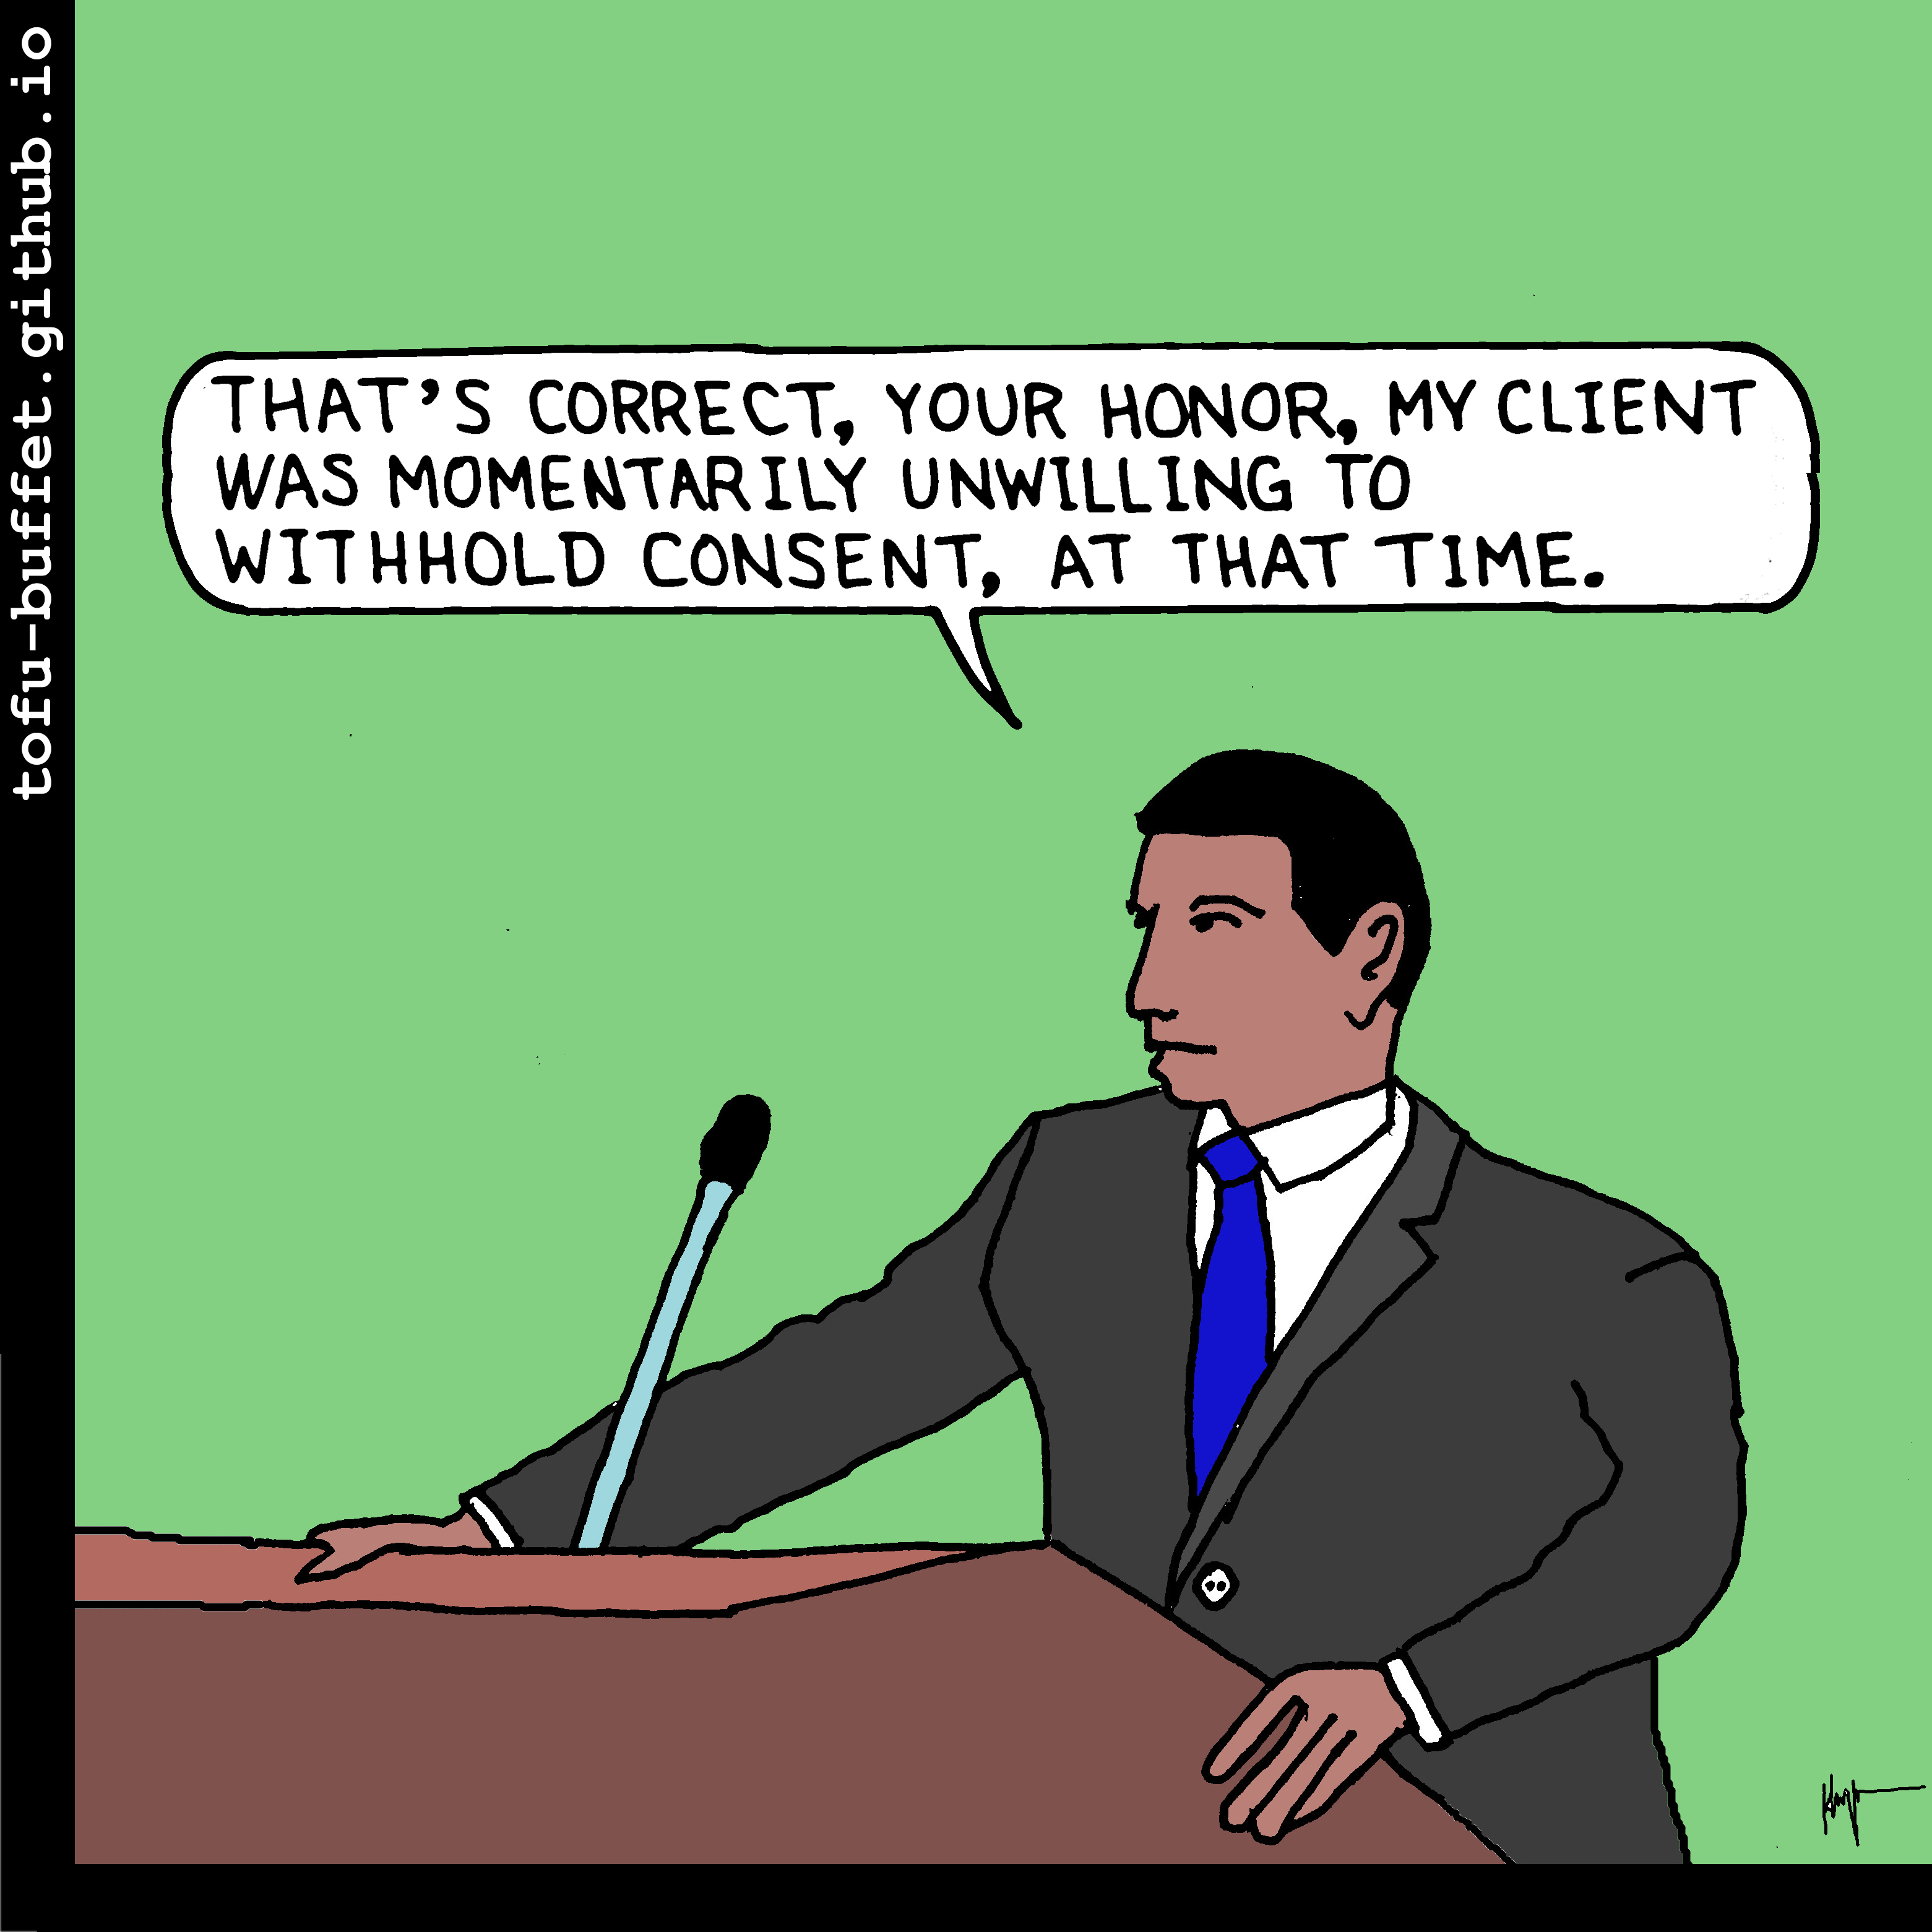 tofu-buffet.github.io
THAT'S CORRECT, YOUR HONOR, MY CLIENT
WAS MOMENTARILY UNWILLING TO
WITHHOLD CONSENT, AT THAT TIME.